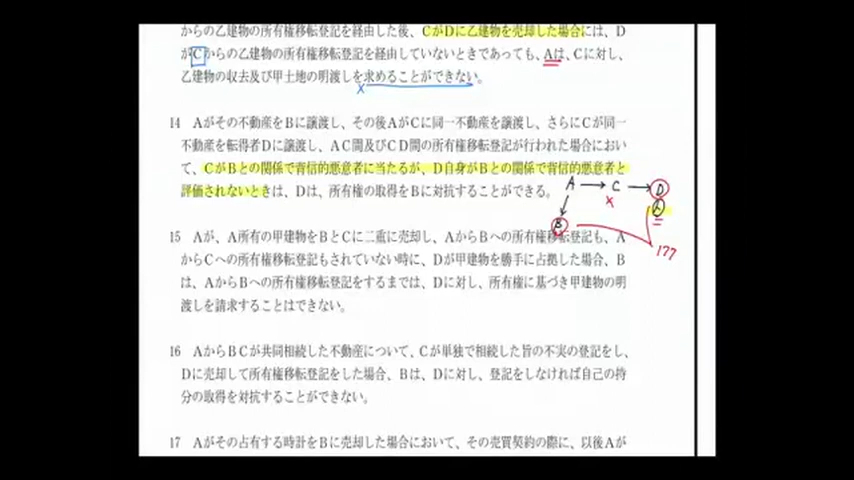 からの乙建物の所有権移転登記を経由した後、CがDに乙建物を売却した場合には、D
がCからの乙建物の所有権移転登記を経由していないときであっても、Aは、Cに対し、
乙建物の収去及び甲土地の明渡しを求めることができない。
×
14 Aがその不動産をBに譲渡し、その後AがCに同一不動産を譲渡し、さらにCが同一
不動産を転得者Dに譲渡し、AC間及びCD間の所有権移転登記が行われた場合におい
て、CがBとの関係で背信的悪意者に当たるが、D自身がBとの関係で背信的悪意者と
評価されないときは、Dは、所有権の取得をBに対抗することができる。
A → C → D
×
B
177
15 Aが、A所有の甲建物をBとCに二重に売却し、AからBへの所有権移転登記も、A
からCへの所有権移転登記もされていない時に、Dが甲建物を勝手に占拠した場合、B
は、AからBへの所有権移転登記をするまでは、Dに対し、所有権に基づき甲建物の明
渡しを請求することはできない。
16 AからBCが共同相続した不動産について、Cが単独で相続した旨の不実の登記をし、
Dに売却して所有権移転登記をした場合、Bは、Dに対し、登記をしなければ自己の持
分の取得を対抗することができない。
17 Aがその占有する時計をBに売却した場合において、その売買契約の際に、以後Aが